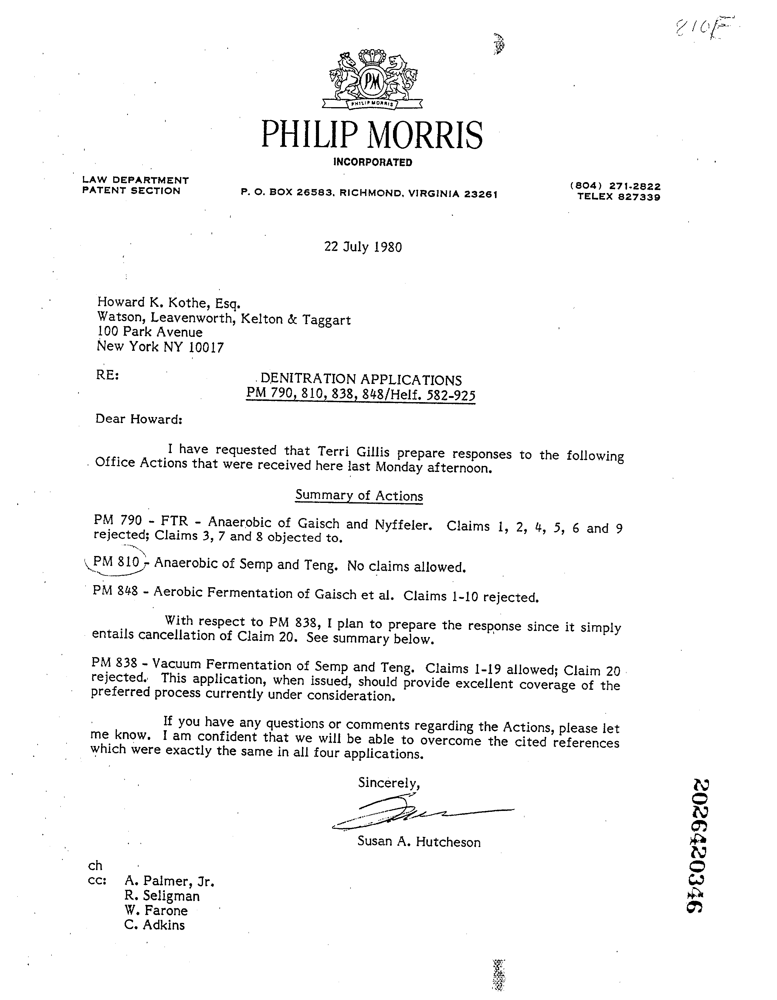 810F
PM
PHILIP MORRIS
PHILIP MORRIS
INCORPORATED
LAW DEPARTMENT
PATENT SECTION
P. O. BOX 26583, RICHMOND, VIRGINIA 23261
(804) 271-2822
TELEX 827339
22 July 1980
Howard K. Kothe, Esq.
Watson, Leavenworth, Kelton & Taggart
100 Park Avenue
New York NY 10017
RE: DENITRATION APPLICATIONS
PM 790, 810, 838, 848/Helf. 582-925
Dear Howard:
I have requested that Terri Gillis prepare responses to the following
Office Actions that were received here last Monday afternoon.
Summary of Actions
PM 790 - FTR - Anaerobic of Gaisch and Nyffeler. Claims 1, 2, 4, 5, 6 and 9
rejected; Claims 3, 7 and 8 objected to.
PM 810 - Anaerobic of Semp and Teng. No claims allowed.
PM 848 - Aerobic Fermentation of Gaisch et al. Claims 1-10 rejected.
With respect to PM 838, I plan to prepare the response since it simply
entails cancellation of Claim 20. See summary below.
PM 838 - Vacuum Fermentation of Semp and Teng. Claims 1-19 allowed; Claim 20
rejected. This application, when issued, should provide excellent coverage of the
preferred process currently under consideration.
If you have any questions or comments regarding the Actions, please let
me know. I am confident that we will be able to overcome the cited references
which were exactly the same in all four applications.
Sincerely,
Susan A. Hutcheson
ch
cc: A. Palmer, Jr.
R. Seligman
W. Farone
C. Adkins
2026420346